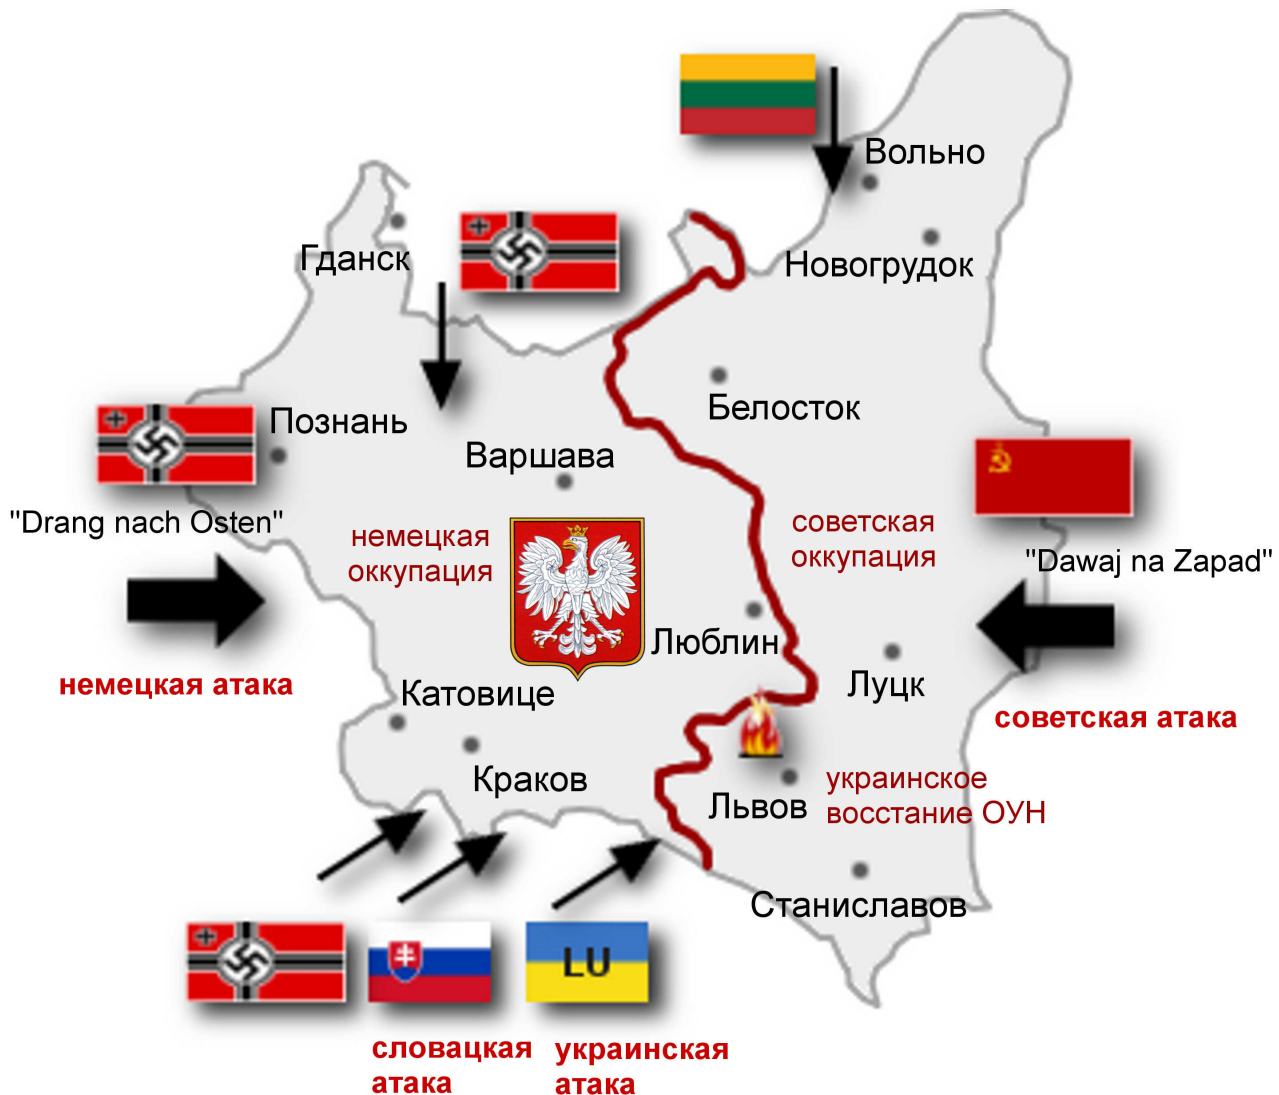 Вольно
Гданск
Новогрудок
Познань
Белосток
Варшава
"Drang nach Osten"
немецкая
оккупация
советская
оккупация
"Dawaj na Zapad"
Люблин
немецкая атака
Катовице
Луцк
советская атака
Краков
Львов
украинское
восстание ОУН
Станиславов
LU
словацкая
атака
украинская
атака